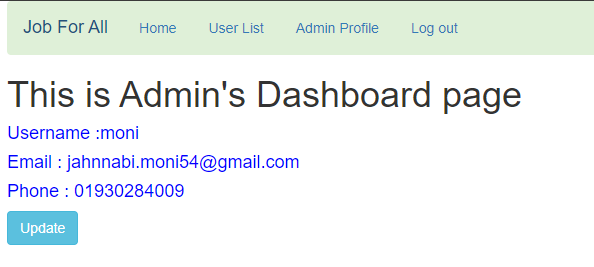 Job For All Home User List Admin Profile Log out
This is Admin's Dashboard page
Username :moni
Email : jahnnabi.moni54@gmail.com
Phone : 01930284009
Update